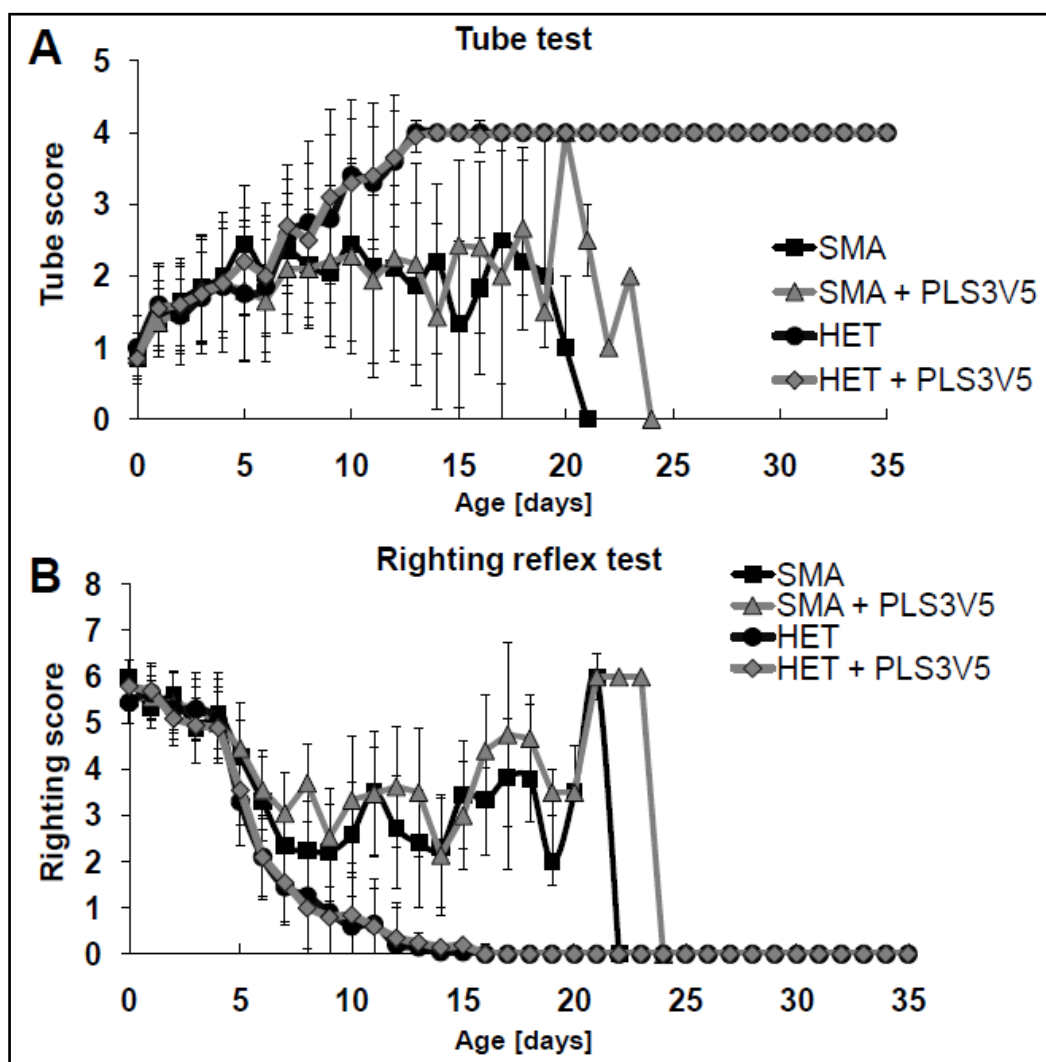 A
Tube test
5
4
3
2
1
0
Tube score
SMA
SMA + PLS3V5
HET
HET + PLS3V5
0 5 10 15 20 25 30 35
Age [days]
B
Righting reflex test
8
7
6
5
4
3
2
1
0
Righting score
SMA
SMA + PLS3V5
HET
HET + PLS3V5
0 5 10 15 20 25 30 35
Age [days]